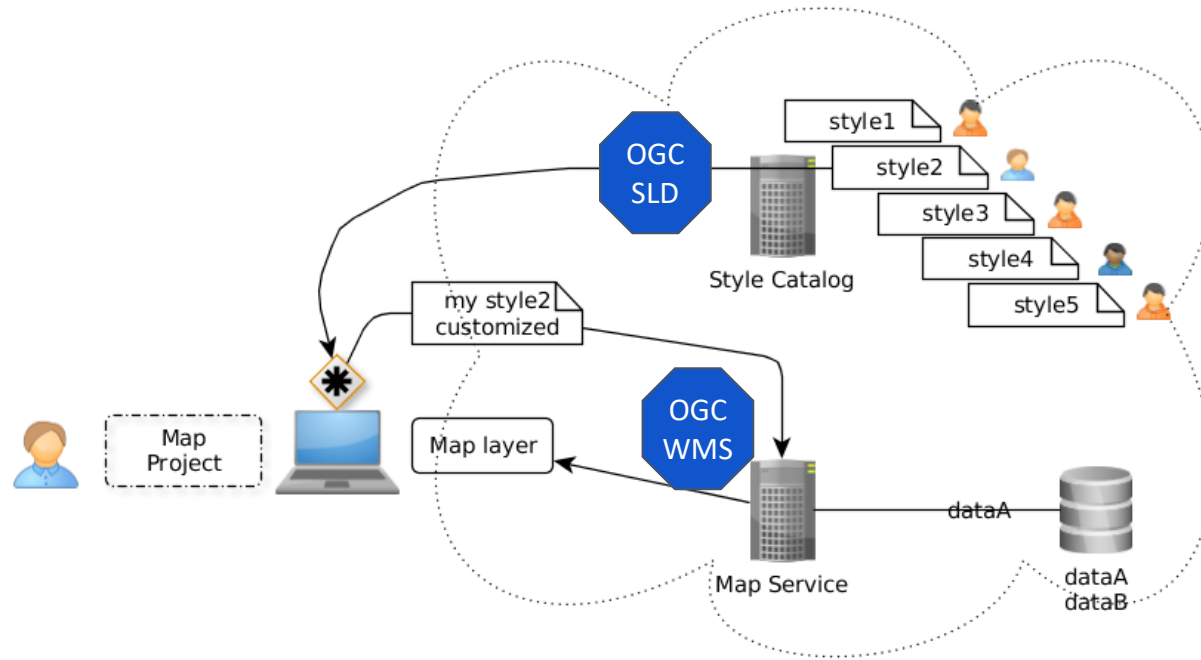 OGC
SLD
style1
style2
style3
style4
style5
Style Catalog
my style2
customized
Map
Project
Map layer
OGC
WMS
dataA
Map Service
dataA
dataB